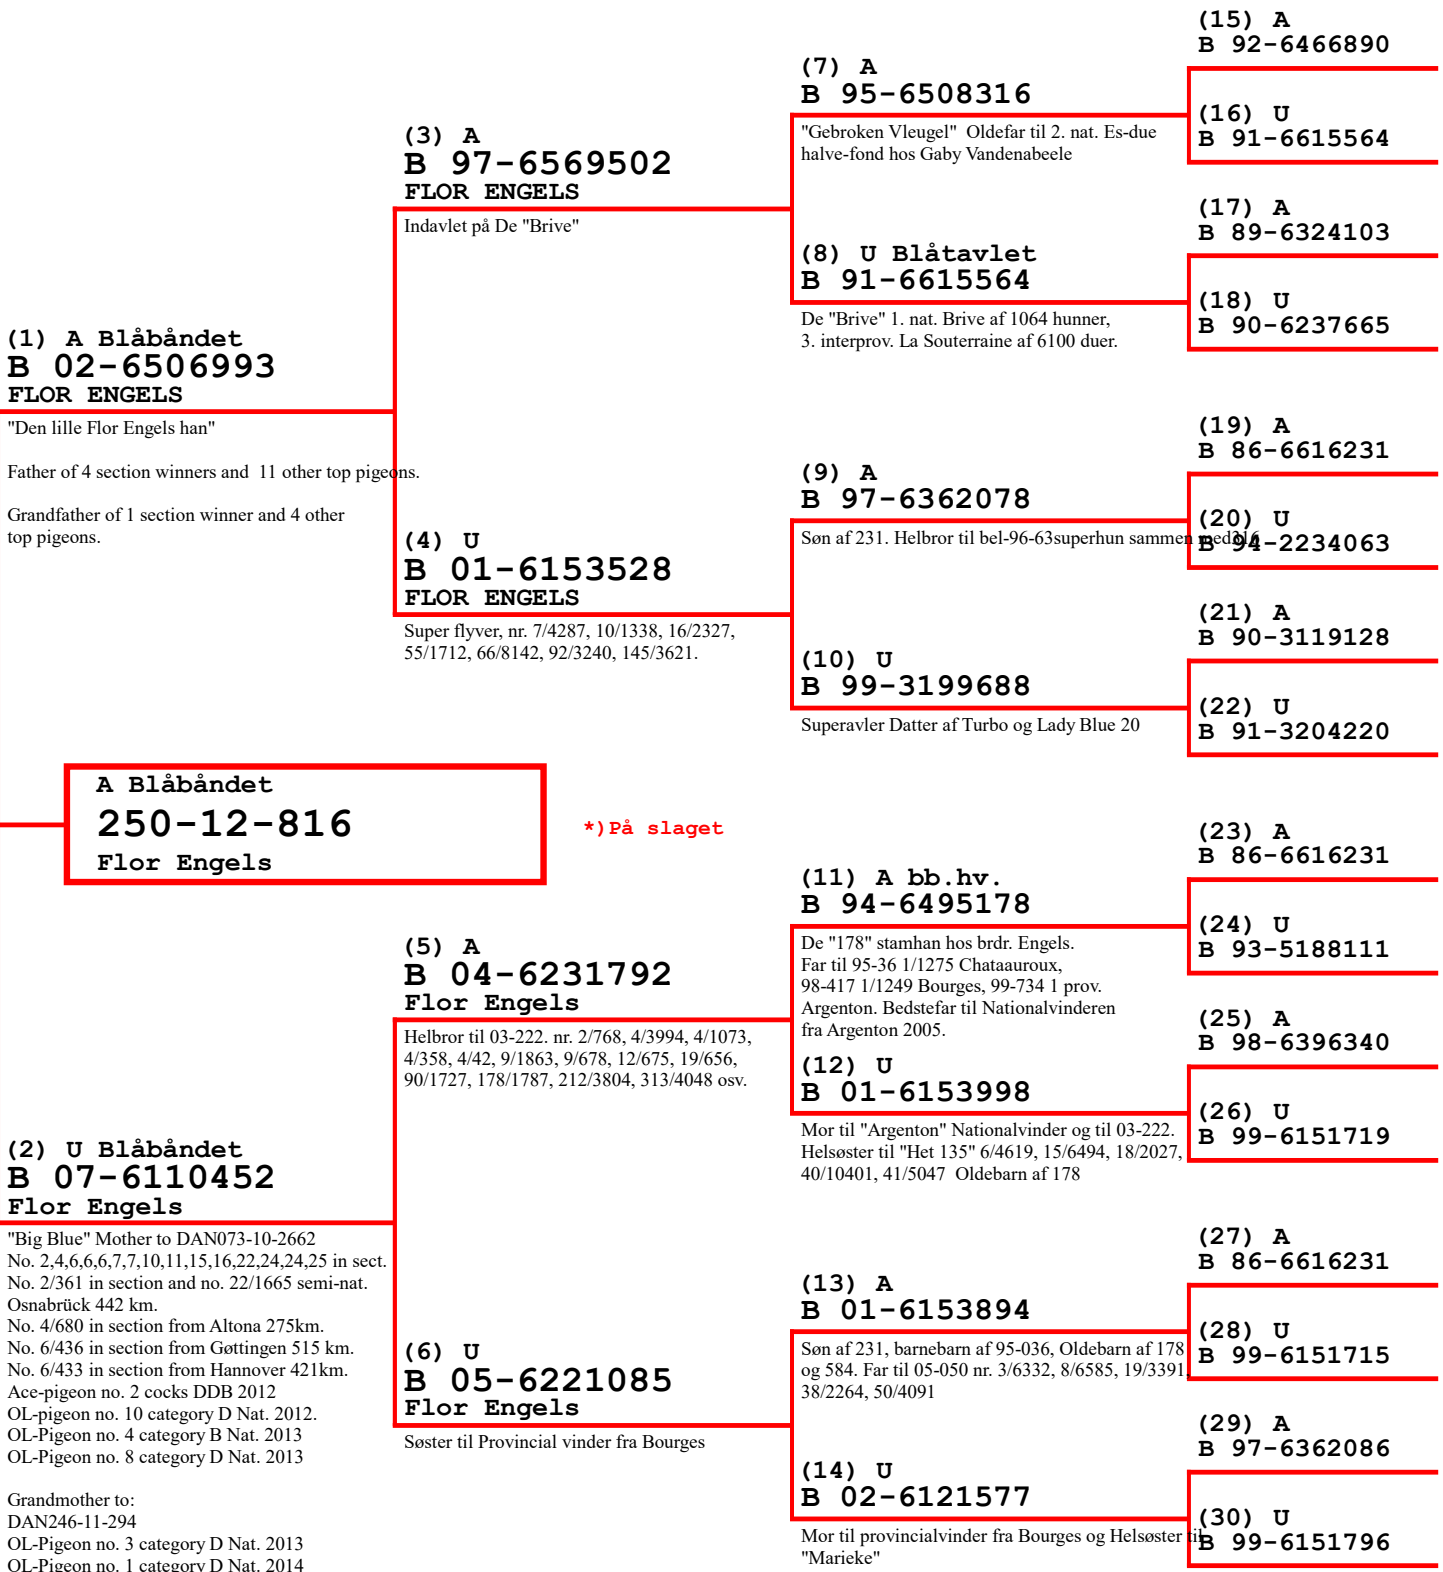 (1) A Blåbåndet
B 02-6506993
FLOR ENGELS
"Den lille Flor Engels han"
Father of 4 section winners and 11 other top pigeons.
Grandfather of 1 section winner and 4 other
top pigeons.
A Blåbåndet
250-12-816
Flor Engels
*)På slaget
(2) U Blåbåndet
B 07-6110452
Flor Engels
"Big Blue" Mother to DAN073-10-2662
No. 2,4,6,6,6,7,7,10,11,15,16,22,24,24,25 in sect.
No. 2/361 in section and no. 22/1665 semi-nat.
Osnabrück 442 km.
No. 4/680 in section from Altona 275km.
No. 6/436 in section from Gøttingen 515 km.
No. 6/433 in section from Hannover 421km.
Ace-pigeon no. 2 cocks DDB 2012
OL-pigeon no. 10 category D Nat. 2012.
OL-Pigeon no. 4 category B Nat. 2013
OL-Pigeon no. 8 category D Nat. 2013
Grandmother to:
DAN246-11-294
OL-Pigeon no. 3 category D Nat. 2013
OL-Pigeon no. 1 category D Nat. 2014
(3) A
B 97-6569502
FLOR ENGELS
Indavlet på De "Brive"
(4) U
B 01-6153528
FLOR ENGELS
Super flyver, nr. 7/4287, 10/1338, 16/2327,
55/1712, 66/8142, 92/3240, 145/3621.
(5) A
B 04-6231792
Flor Engels
Helbror til 03-222. nr. 2/768, 4/3994, 4/1073,
4/358, 4/42, 9/1863, 9/678, 12/675, 19/656,
90/1727, 178/1787, 212/3804, 313/4048 osv.
(6) U
B 05-6221085
Flor Engels
Søster til Provincial vinder fra Bourges
(7) A
B 95-6508316
"Gebroken Vleugel" Oldefar til 2. nat. Es-due
halve-fond hos Gaby Vandenabeele
(8) U Blåtavlet
B 91-6615564
De "Brive" 1. nat. Brive af 1064 hunner,
3. interprov. La Souterraine af 6100 duer.
(9) A
B 97-6362078
Søn af 231. Helbror til bel-96-63superhun sammen med316
(10) U
B 99-3199688
Superavler Datter af Turbo og Lady Blue 20
(11) A bb.hv.
B 94-6495178
De "178" stamhan hos brdr. Engels.
Far til 95-36 1/1275 Chataauroux,
98-417 1/1249 Bourges, 99-734 1 prov.
Argenton. Bedstefar til Nationalvinderen
fra Argenton 2005.
(12) U
B 01-6153998
Mor til "Argenton" Nationalvinder og til 03-222.
Helsøster til "Het 135" 6/4619, 15/6494, 18/2027,
40/10401, 41/5047 Oldebarn af 178
(13) A
B 01-6153894
Søn af 231, barnebarn af 95-036, Oldebarn af 178
og 584. Far til 05-050 nr. 3/6332, 8/6585, 19/3391,
38/2264, 50/4091
(14) U
B 02-6121577
Mor til provincialvinder fra Bourges og Helsøster til
"Marieke"
(15) A
B 92-6466890
(16) U
B 91-6615564
(17) A
B 89-6324103
(18) U
B 90-6237665
(19) A
B 86-6616231
(20) U
B 94-2234063
(21) A
B 90-3119128
(22) U
B 91-3204220
(23) A
B 86-6616231
(24) U
B 93-5188111
(25) A
B 98-6396340
(26) U
B 99-6151719
(27) A
B 86-6616231
(28) U
B 99-6151715
(29) A
B 97-6362086
(30) U
B 99-6151796